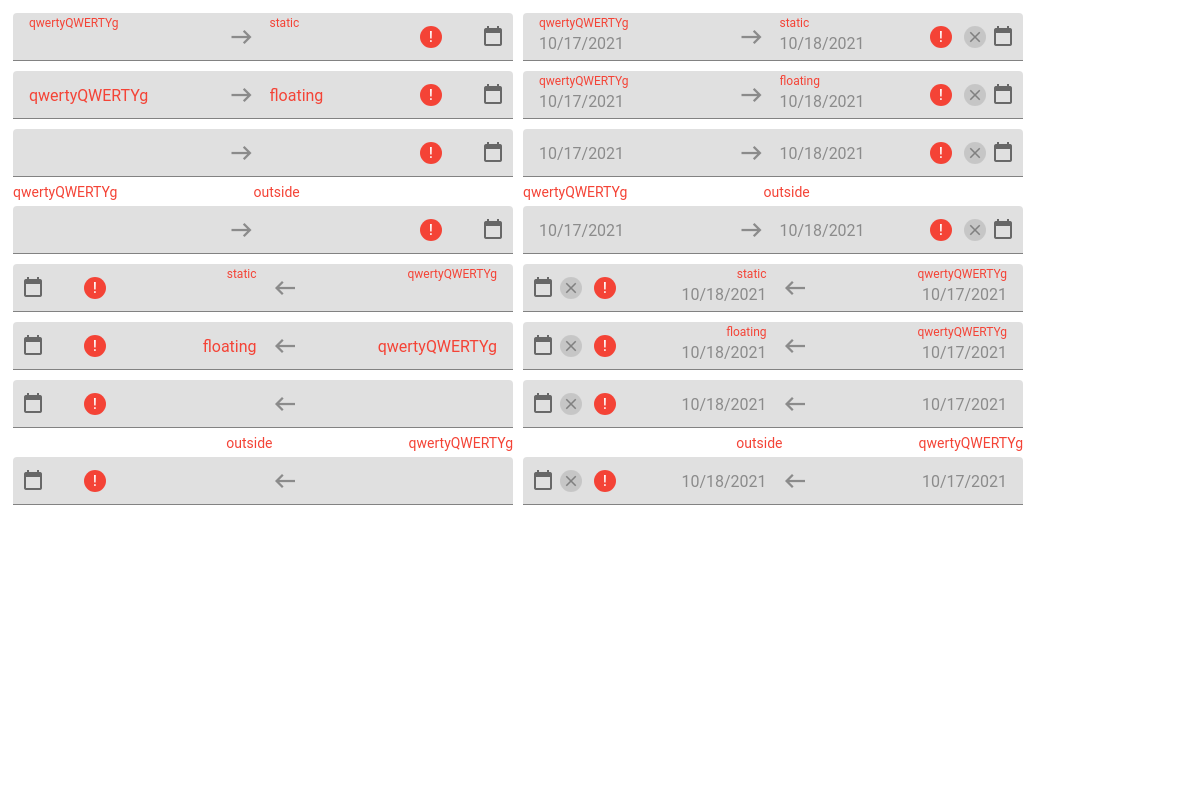 qwertyQWERTYg static qwertyQWERTYg static
10/17/2021 10/18/2021
qwertyQWERTYg floating qwertyQWERTYg floating
10/17/2021 10/18/2021
10/17/2021 10/18/2021
qwertyQWERTYg outside qwertyQWERTYg outside
10/17/2021 10/18/2021
static qwertyQWERTYg static qwertyQWERTYg
10/18/2021 10/17/2021
floating qwertyQWERTYg floating qwertyQWERTYg
10/18/2021 10/17/2021
10/18/2021 10/17/2021
outside qwertyQWERTYg outside qwertyQWERTYg
10/18/2021 10/17/2021